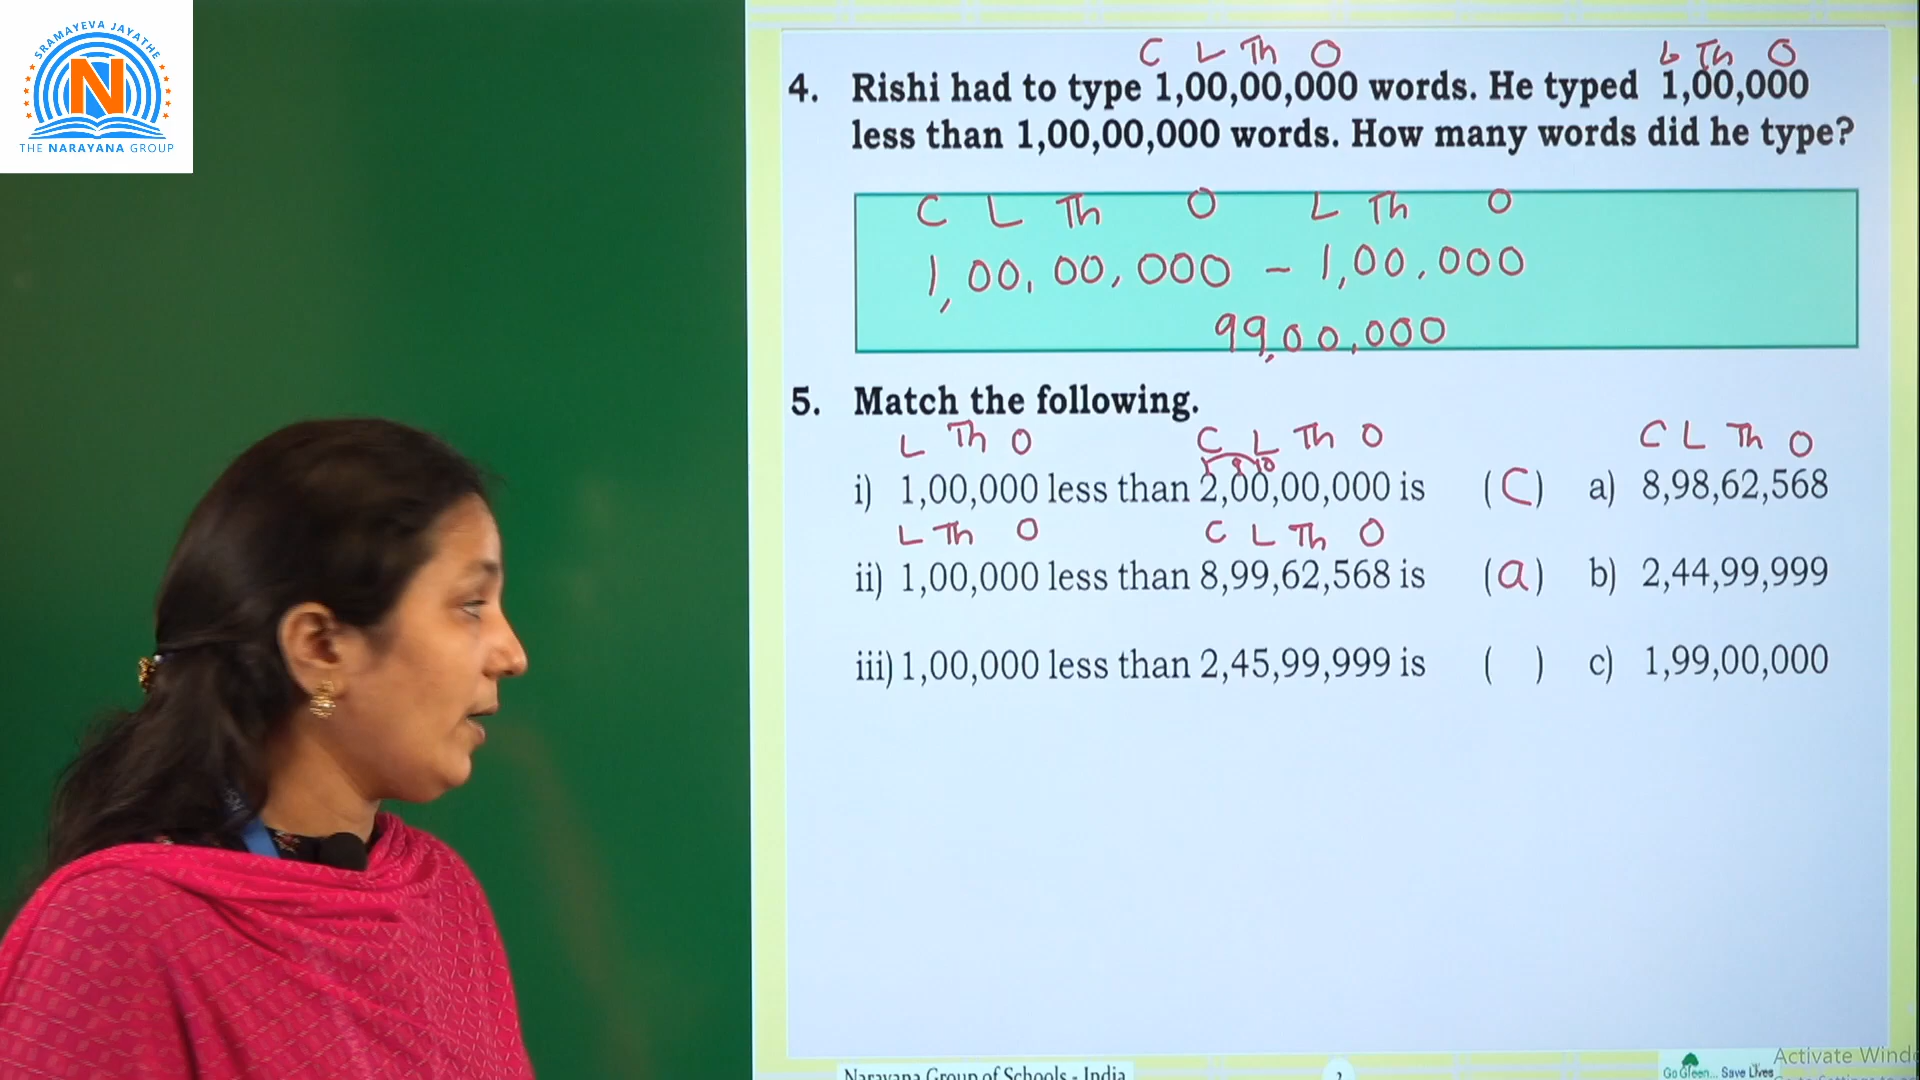 SRAMAYEVA JAYATHE
N
THE NARAYANA GROUP
C L Th O L Th O
4. Rishi had to type 1,00,00,000 words. He typed 1,00,000
less than 1,00,00,000 words. How many words did he type?
C L Th O L Th O
1,00,00,000 - 1,00,000
99,00,000
5. Match the following.
L Th O C L Th O C L Th O
i) 1,00,000 less than 2,00,00,000 is (C) a) 8,98,62,568
L Th O C L Th O
ii) 1,00,000 less than 8,99,62,568 is (a) b) 2,44,99,999
iii) 1,00,000 less than 2,45,99,999 is ( ) c) 1,99,00,000
Narayana Group of Schools - India
Go Green... Save Lives